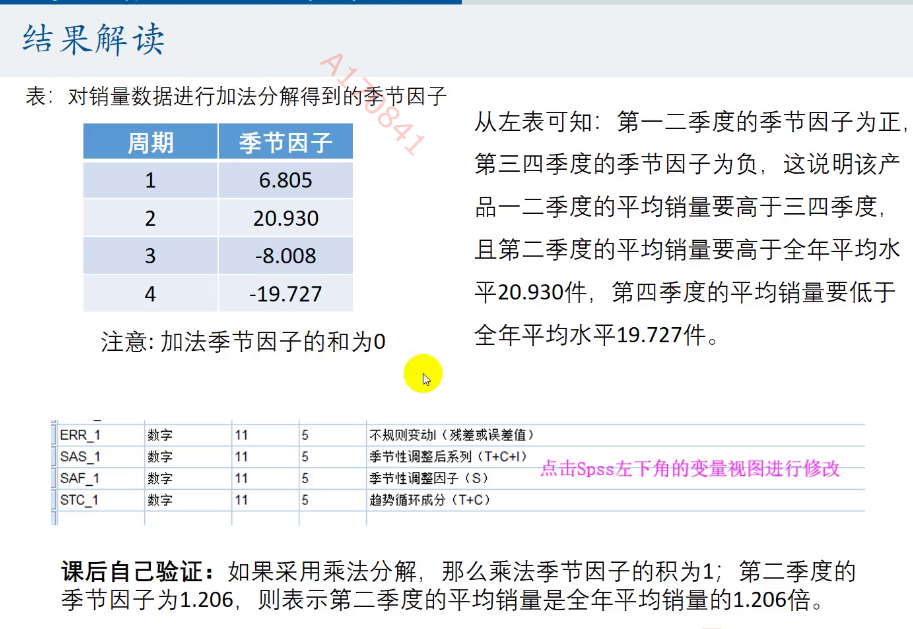 结果解读
A170841
表：对销量数据进行加法分解得到的季节因子
周期 季节因子
1 6.805
2 20.930
3 -8.008
4 -19.727
注意: 加法季节因子的和为0
从左表可知：第一二季度的季节因子为正，
第三四季度的季节因子为负，这说明该产
品一二季度的平均销量要高于三四季度，
且第二季度的平均销量要高于全年平均水
平20.930件，第四季度的平均销量要低于
全年平均水平19.727件。
ERR_1 数字 11 5 不规则变动I（残差或误差值）
SAS_1 数字 11 5 季节性调整后系列（T+C+I）
SAF_1 数字 11 5 季节性调整因子（S）
STC_1 数字 11 5 趋势循环成分（T+C）
点击Spss左下角的变量视图进行修改
课后自己验证：如果采用乘法分解，那么乘法季节因子的积为1；第二季度的
季节因子为1.206，则表示第二季度的平均销量是全年平均销量的1.206倍。